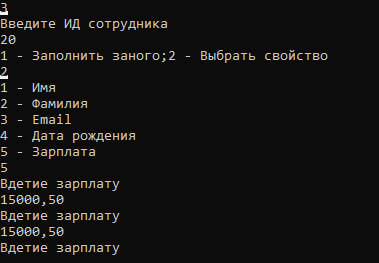 3
Введите ИД сотрудника
20
1 - Заполнить заного;2 - Выбрать свойство
2
1 - Имя
2 - Фамилия
3 - Email
4 - Дата рождения
5 - Зарплата
5
Вдетие зарплату
15000,50
Вдетие зарплату
15000,50
Вдетие зарплату